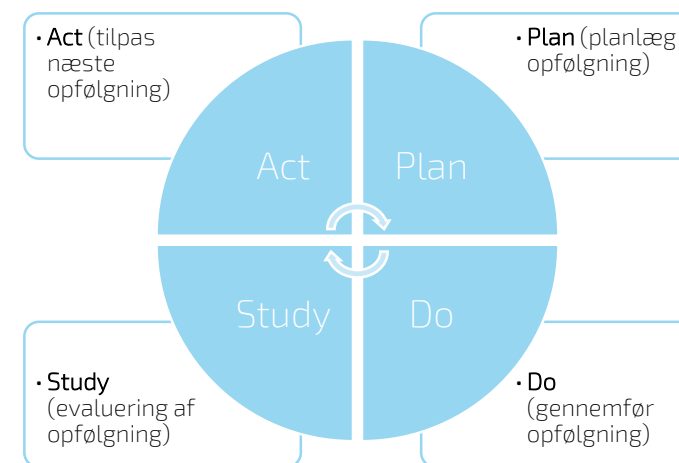 · Act (tilpas
næste
opfølgning)
· Plan (planlæg
opfølgning)
Act
Plan
Study
Do
· Study
(evaluering af
opfølgning)
· Do
(gennemfør
opfølgning)